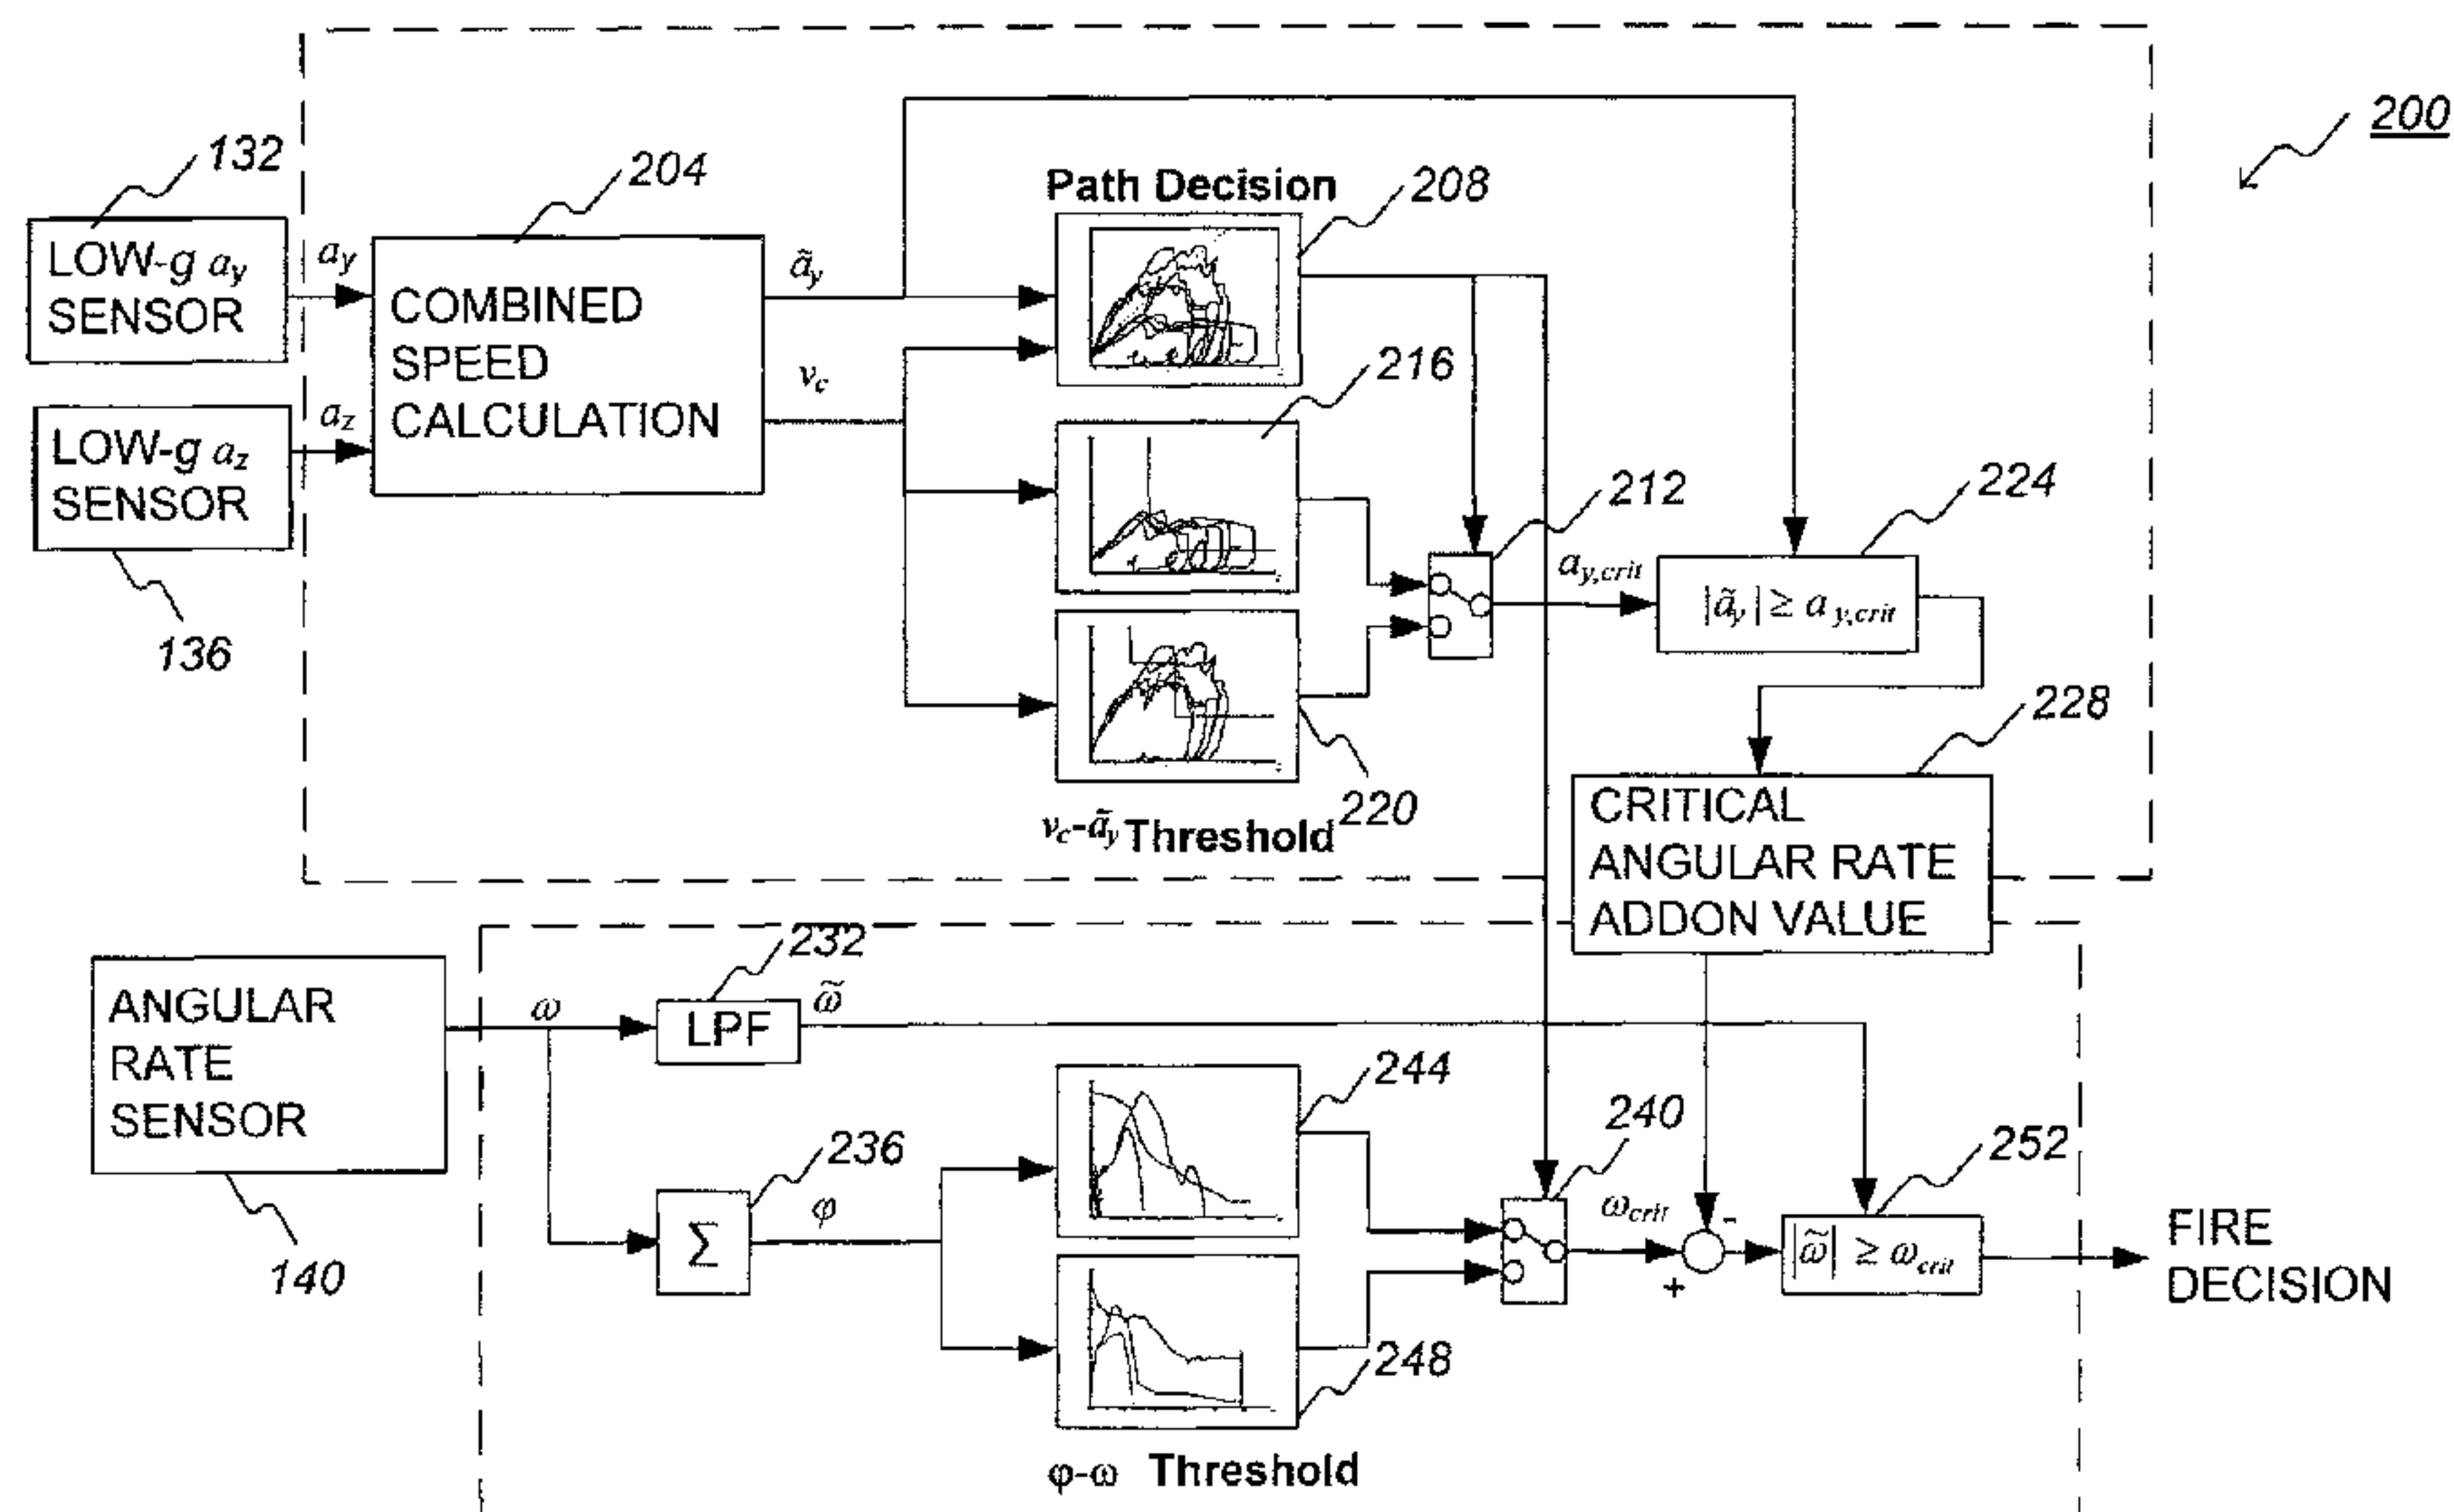 200
132
204
Path Decision
208
LOW-g a_y
SENSOR
a_y
COMBINED
SPEED
CALCULATION
ã_y
v_c
216
LOW-g a_z
SENSOR
a_z
136
212
a_y,crit
224
|ã_y| ≥ a_y,crit
220
v_c-ã_y Threshold
228
CRITICAL
ANGULAR RATE
ADDON VALUE
ANGULAR
RATE
SENSOR
140
ω
232
LPF
ω̃
236
Σ
φ
244
248
φ-ω Threshold
240
ω_crit
-
+
252
|ω̃| ≥ ω_crit
FIRE
DECISION